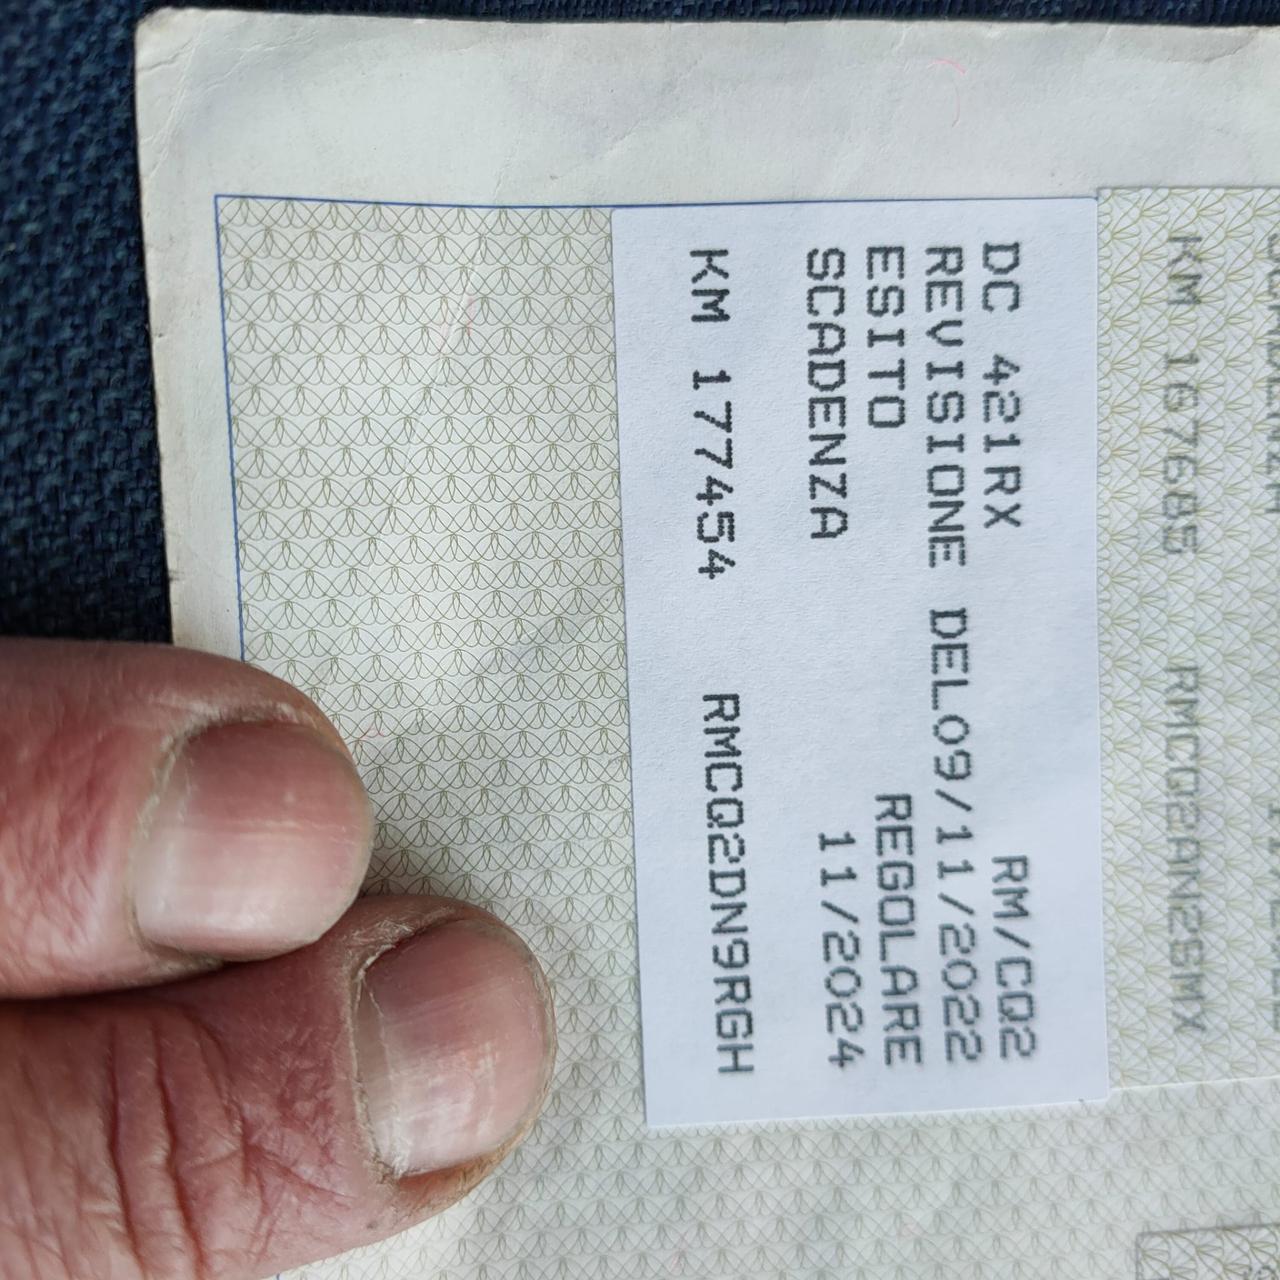 KM 167685 RMCQ2AN2SMX
DC 421RX RM/CQ2
REVISIONE DEL09/11/2022
ESITO REGOLARE
SCADENZA 11/2024
KM 177454 RMCQ2DN9RGH